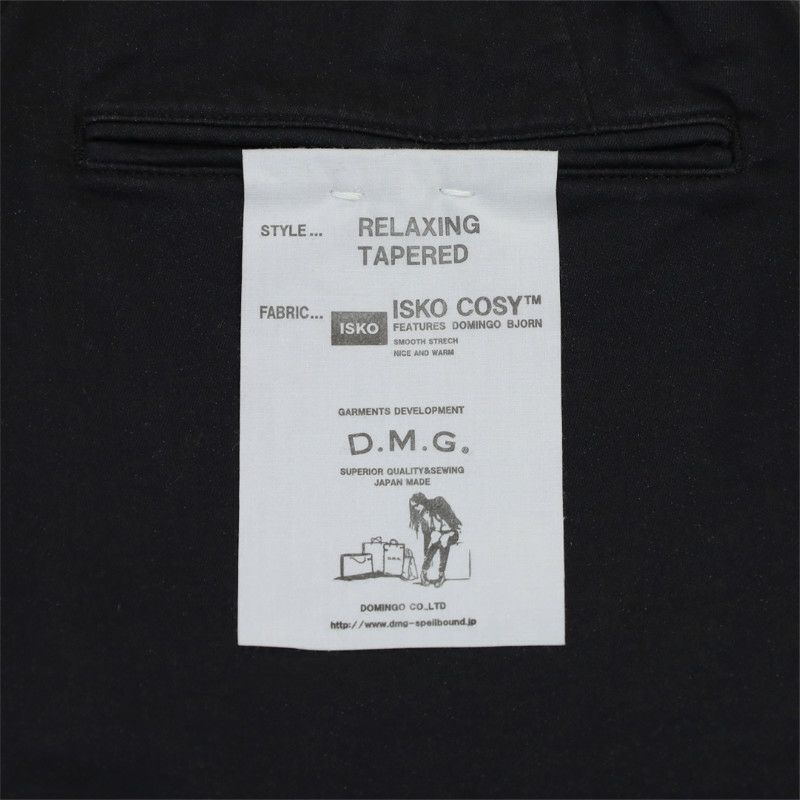 STYLE... RELAXING
TAPERED
FABRIC... ISKO ISKO COSY™
FEATURES DOMINGO BJORN
SMOOTH STRECH
NICE AND WARM
GARMENTS DEVELOPMENT
D.M.G.®
SUPERIOR QUALITY&SEWING
JAPAN MADE
D.M.G.
DOMINGO CO.,LTD
http://www.dmg-spellbound.jp